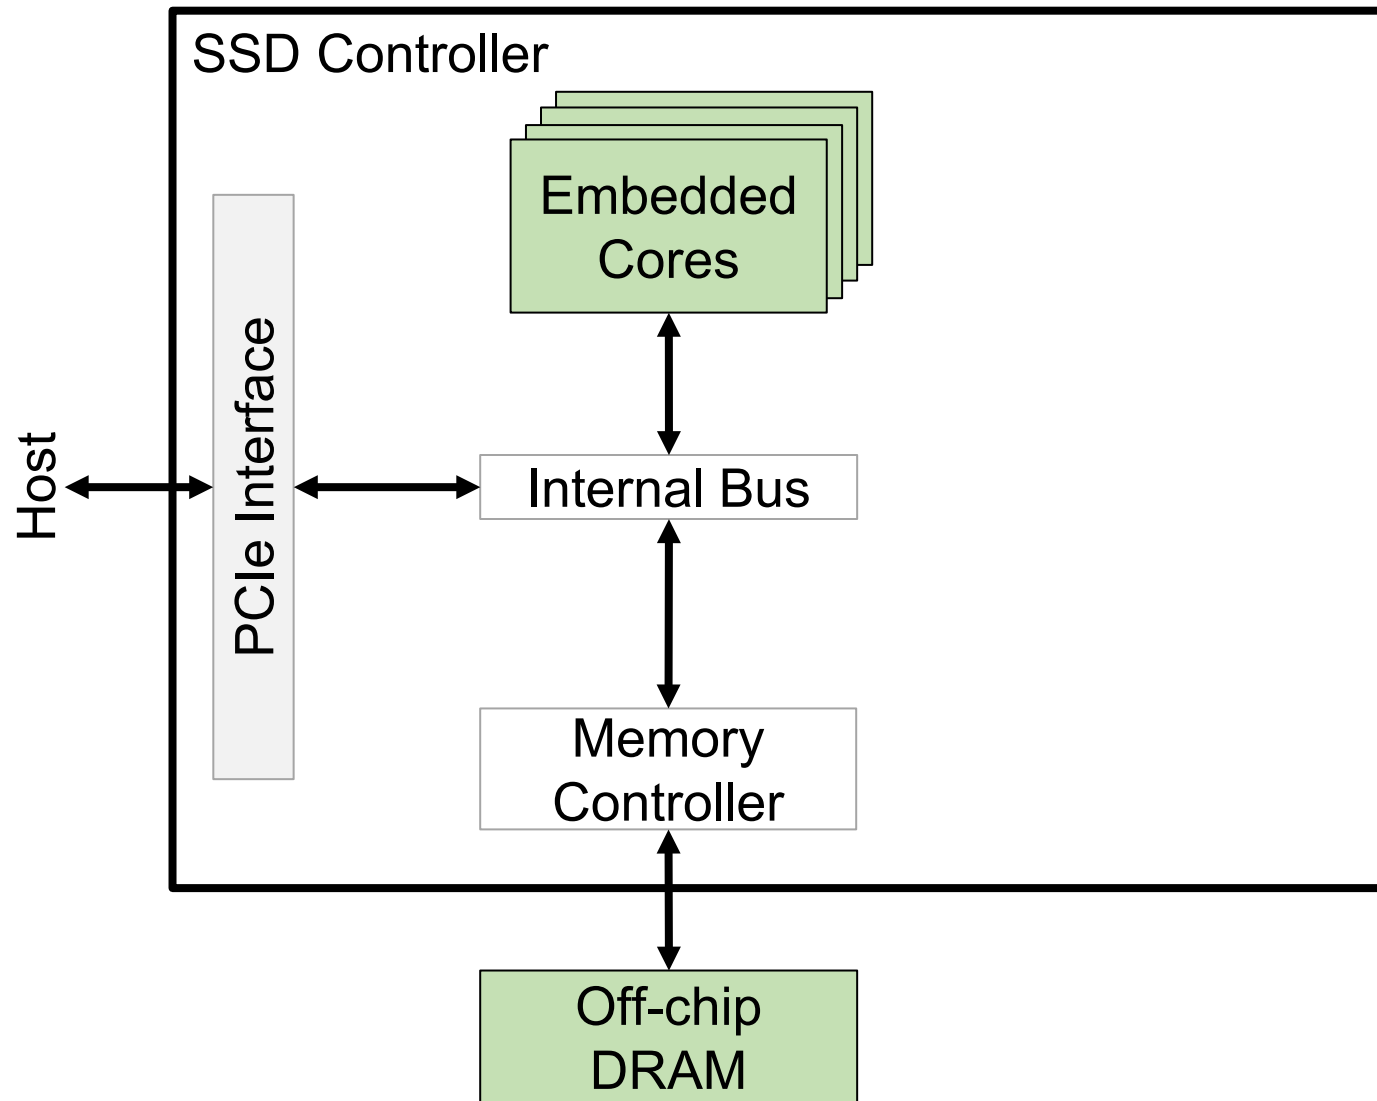 SSD Controller
Embedded
Cores
PCIe Interface
Host
Internal Bus
Memory
Controller
Off-chip
DRAM